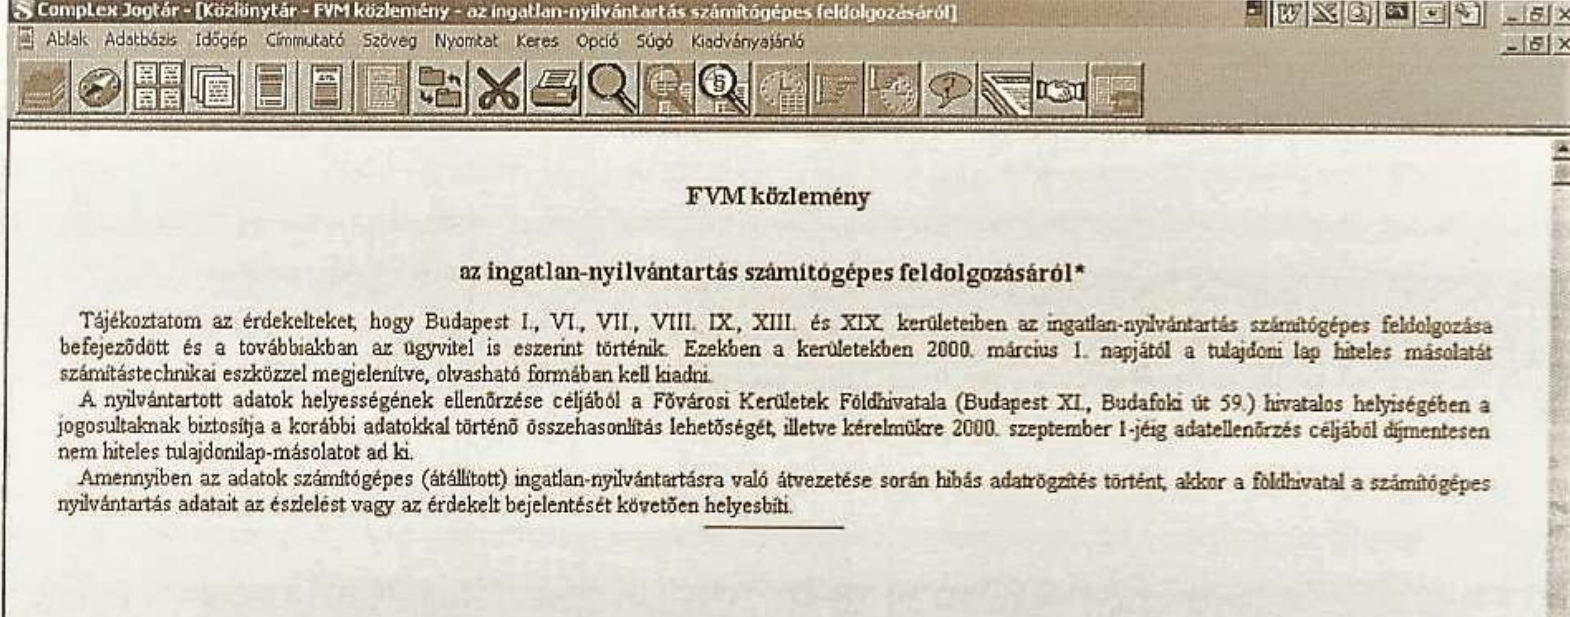 CompLex Jogtár - [Közlönytár - FVM közlemény - az ingatlan-nyilvántartás számítógépes feldolgozásáról]
Ablak Adatbázis Időgép Címmutató Szöveg Nyomtat Keres Opció Súgó Kiadványajánló
FVM közlemény
az ingatlan-nyilvántartás számítógépes feldolgozásáról*
Tájékoztatom az érdekelteket, hogy Budapest I., VI., VII., VIII. IX., XIII. és XIX. kerületeiben az ingatlan-nyilvántartás számítógépes feldolgozása
befejeződött és a továbbiakban az ügyvitel is eszerint történik. Ezekben a kerületekben 2000. március 1. napjától a tulajdoni lap hiteles másolatát
számítástechnikai eszközzel megjelenítve, olvasható formában kell kiadni.
A nyilvántartott adatok helyességének ellenőrzése céljából a Fővárosi Kerületek Földhivatala (Budapest XI., Budafoki út 59.) hivatalos helyiségében a
jogosultaknak biztosítja a korábbi adatokkal történő összehasonlítás lehetőségét, illetve kérelmükre 2000. szeptember 1-jéig adatellenőrzés céljából díjmentesen
nem hiteles tulajdonilap-másolatot ad ki.
Amennyiben az adatok számítógépes (átállított) ingatlan-nyilvántartásra való átvezetése során hibás adatrögzítés történt, akkor a földhivatal a számítógépes
nyilvántartás adatait az észlelést vagy az érdekelt bejelentését követően helyesbíti.